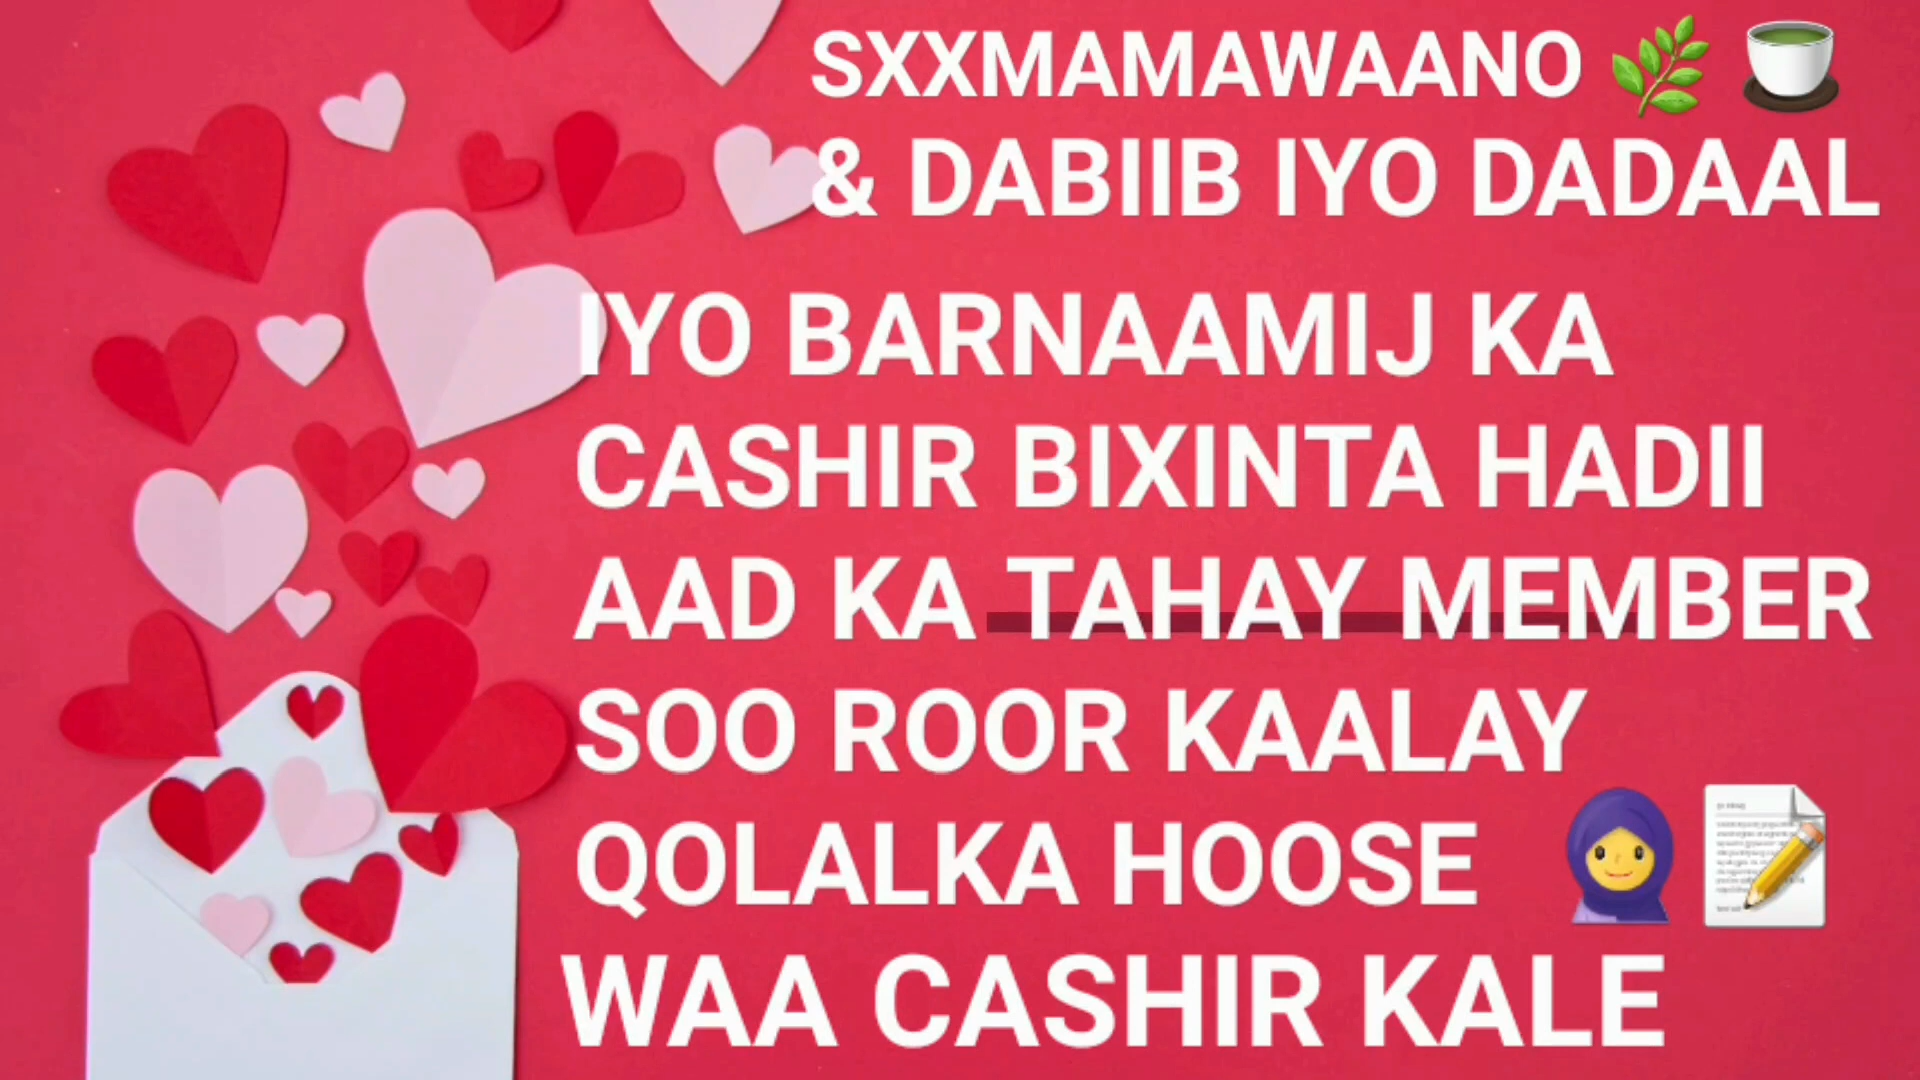 SXXMAMAWAANO 🌿 🍵
& DABIIB IYO DADAAL
IYO BARNAAMIJ KA
CASHIR BIXINTA HADII
AAD KA TAHAY MEMBER
SOO ROOR KAALAY
QOLALKA HOOSE 🧕 📝
WAA CASHIR KALE